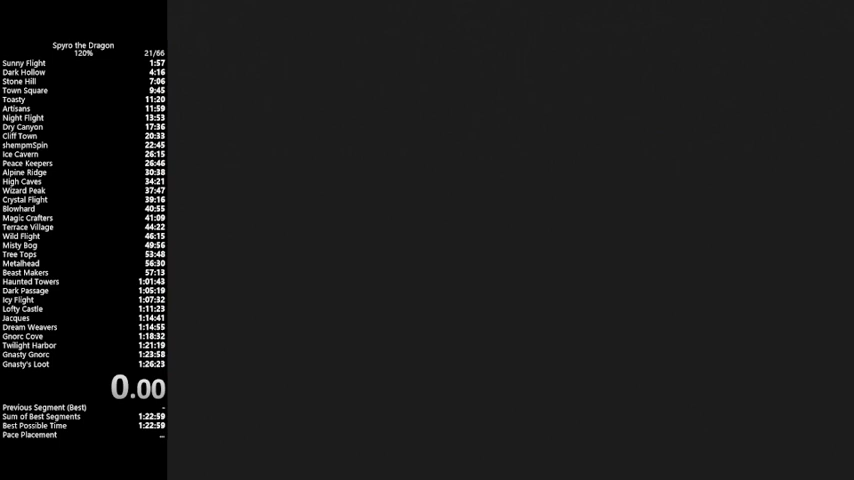 Spyro the Dragon
120% 21/66
Sunny Flight 1:57
Dark Hollow 4:16
Stone Hill 7:06
Town Square 9:45
Toasty 11:20
Artisans 11:59
Night Flight 13:53
Dry Canyon 17:36
Cliff Town 20:33
shempmSpin 22:45
Ice Cavern 26:15
Peace Keepers 26:46
Alpine Ridge 30:38
High Caves 34:21
Wizard Peak 37:47
Crystal Flight 39:16
Blowhard 40:55
Magic Crafters 41:09
Terrace Village 44:22
Wild Flight 46:15
Misty Bog 49:56
Tree Tops 53:48
Metalhead 56:30
Beast Makers 57:13
Haunted Towers 1:01:43
Dark Passage 1:05:19
Icy Flight 1:07:32
Lofty Castle 1:11:23
Jacques 1:14:41
Dream Weavers 1:14:55
Gnorc Cove 1:18:32
Twilight Harbor 1:21:19
Gnasty Gnorc 1:23:58
Gnasty's Loot 1:26:23
0.00
Previous Segment (Best) -
Sum of Best Segments 1:22:59
Best Possible Time 1:22:59
Pace Placement ...